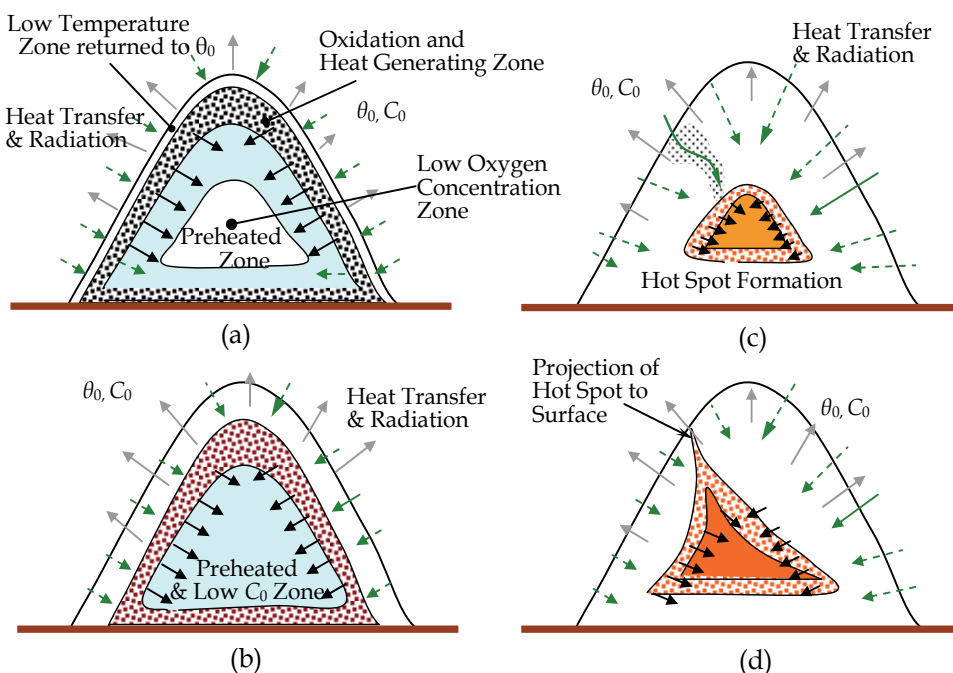 Low Temperature
Zone returned to θ0
Oxidation and
Heat Generating Zone
θ0, C0
Heat Transfer
& Radiation
Low Oxygen
Concentration
Zone
Preheated
Zone
(a)
Heat Transfer
& Radiation
θ0, C0
Hot Spot Formation
(c)
θ0, C0
Heat Transfer
& Radiation
Preheated
& Low C0 Zone
(b)
Projection of
Hot Spot to
Surface
θ0, C0
(d)